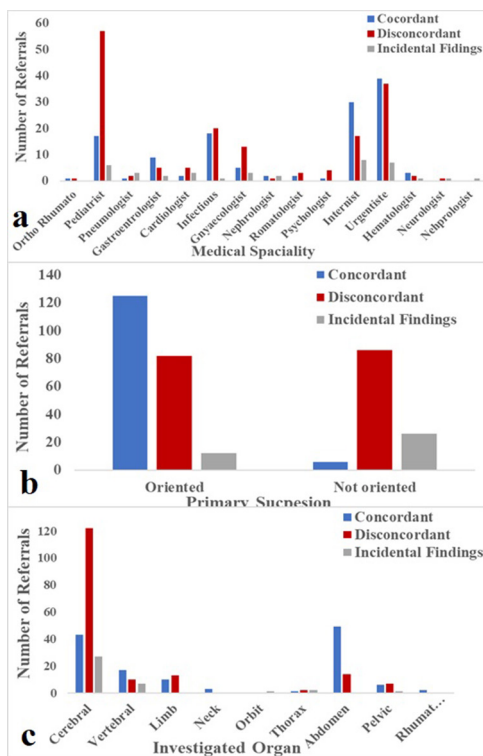 60
50
40
30
20
10
0
Number of Referrals
Cocordant
Disconcordant
Incidental Fidings
Ortho Rhumato
Pediatrist
Pneumologist
Gastroentrologist
Cardiologist
Infectious
Gnyaecologist
Nephrologist
Romatologist
Psychologist
Internist
Urgentiste
Hematologist
Neurologist
Nehprologist
Medical Spaciality
a
140
120
100
80
60
40
20
0
Number of Referrals
Concordant
Disconcordant
Incidental Findings
Oriented
Not oriented
Primary Sucpesion
b
120
100
80
60
40
20
0
Number of Referrals
Concordant
Disconcordant
Incidental Findings
Cerebral
Vertebral
Limb
Neck
Orbit
Thorax
Abdomen
Pelvic
Rhumat…
Investigated Organ
c